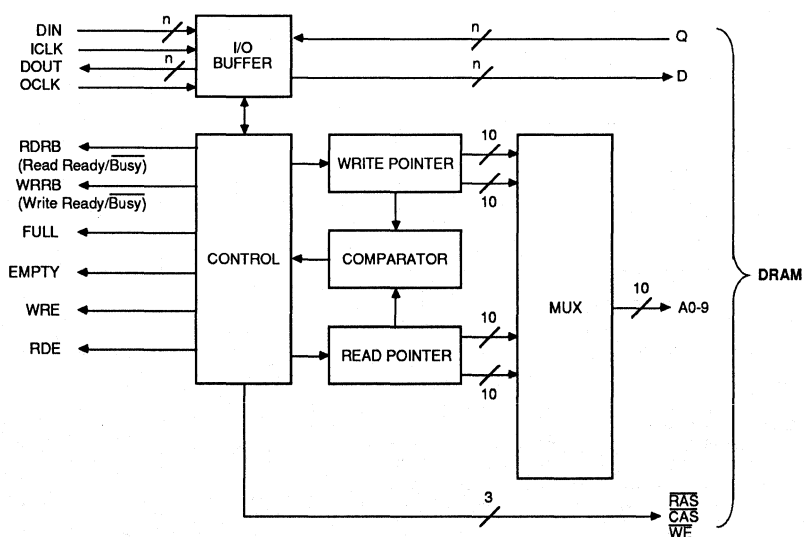 DIN
ICLK
DOUT
OCLK
n
n
I/O
BUFFER
n
n
Q
D
RDRB
(Read Ready/Busy)
WRRB
(Write Ready/Busy)
FULL
EMPTY
WRE
RDE
CONTROL
WRITE POINTER
COMPARATOR
READ POINTER
10
10
10
10
MUX
10
A0-9
DRAM
3
RAS
CAS
WE